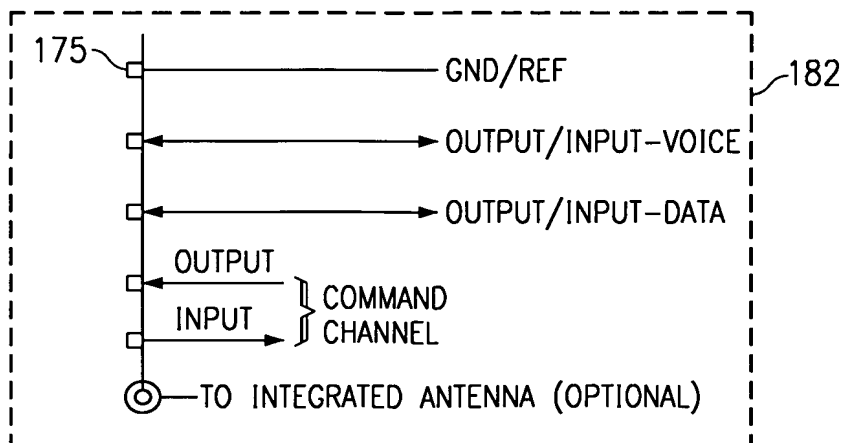 175
GND/REF
182
OUTPUT/INPUT-VOICE
OUTPUT/INPUT-DATA
OUTPUT
INPUT
COMMAND
CHANNEL
TO INTEGRATED ANTENNA (OPTIONAL)